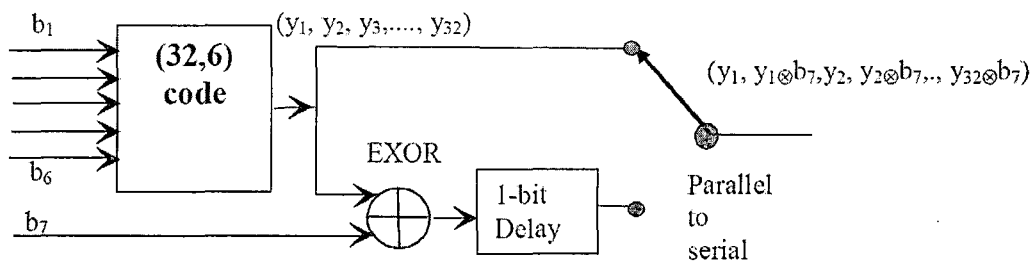 b₁
(32,6)
code
b₆
b₇
(y₁, y₂, y₃,...., y₃₂)
EXOR
1-bit
Delay
(y₁, y₁⊗b₇,y₂, y₂⊗b₇,., y₃₂⊗b₇)
Parallel
to
serial